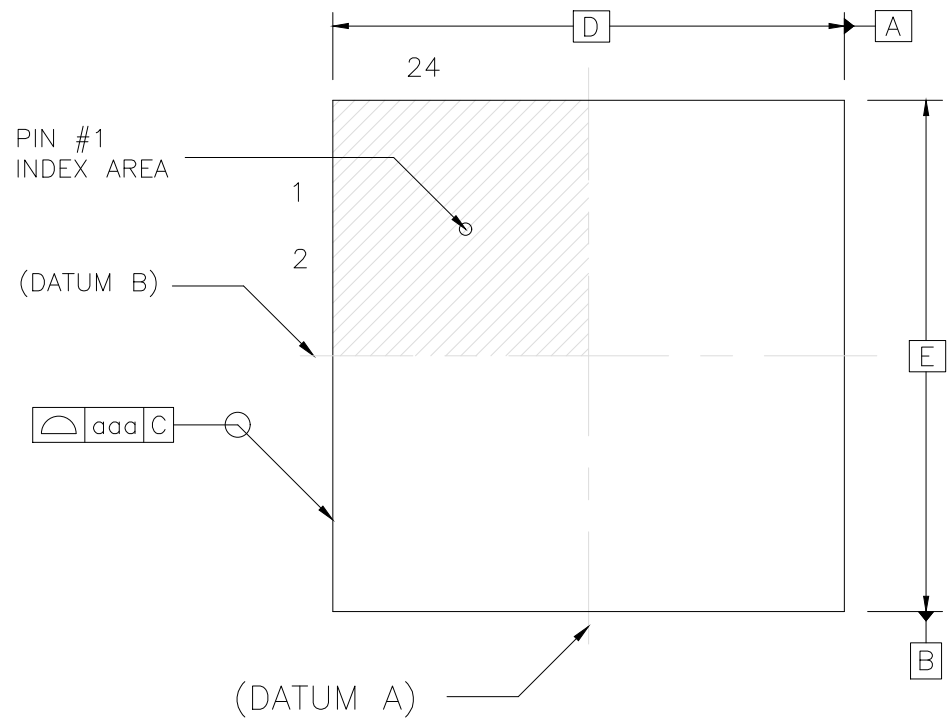 D
A
24
PIN #1
INDEX AREA
1
2
(DATUM B)
E
aaa C
B
(DATUM A)